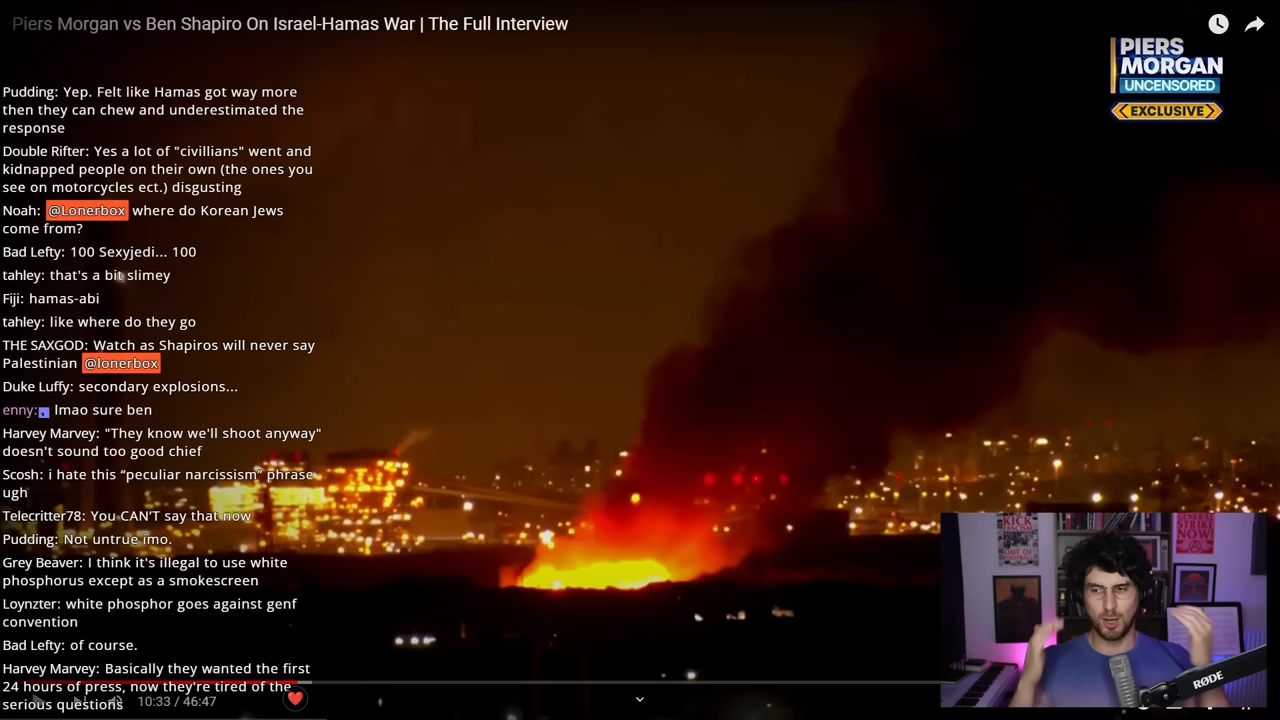 Piers Morgan vs Ben Shapiro On Israel-Hamas War | The Full Interview
PIERS
MORGAN
UNCENSORED
EXCLUSIVE
Pudding: Yep. Felt like Hamas got way more
then they can chew and underestimated the
response
Double Rifter: Yes a lot of "civillians" went and
kidnapped people on their own (the ones you
see on motorcycles ect.) disgusting
Noah: @Lonerbox where do Korean Jews
come from?
Bad Lefty: 100 Sexyjedi... 100
tahley: that's a bit slimey
Fiji: hamas-abi
tahley: like where do they go
THE SAXGOD: Watch as Shapiros will never say
Palestinian @lonerbox
Duke Luffy: secondary explosions...
enny: lmao sure ben
Harvey Marvey: "They know we'll shoot anyway"
doesn't sound too good chief
Scosh: i hate this “peculiar narcissism” phrase
ugh
Telecritter78: You CAN’T say that now
Pudding: Not untrue imo.
Grey Beaver: I think it's illegal to use white
phosphorus except as a smokescreen
Loynzter: white phosphor goes against genf
convention
Bad Lefty: of course.
Harvey Marvey: Basically they wanted the first
24 hours of press, now they're tired of the
serious questions
10:33 / 46:47
KICK
OUT OF
FOOTBALL
GENERAL
STRIKE
NOW!
RØDE